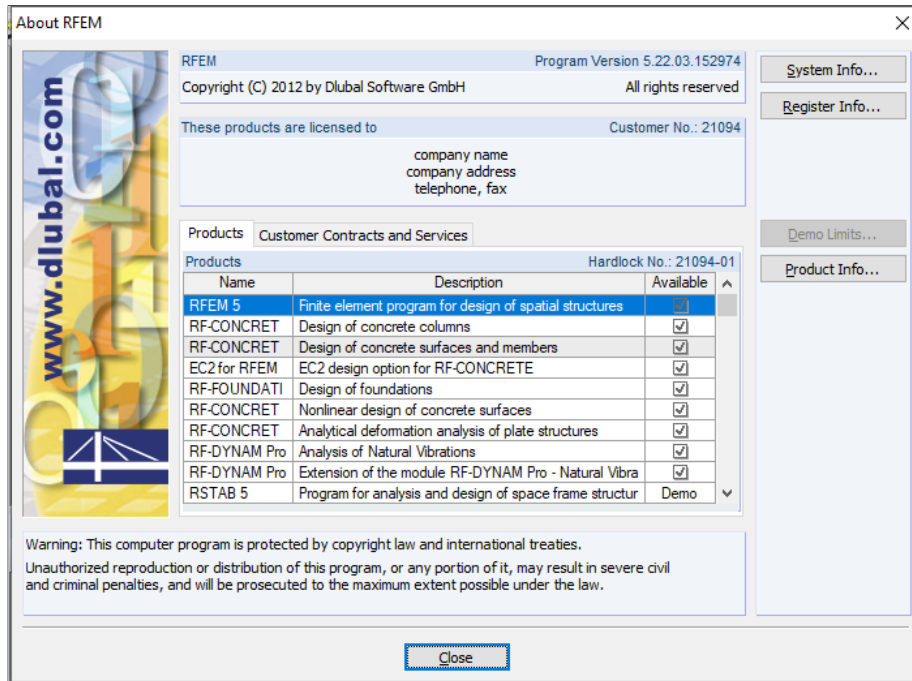 About RFEM
www.dlubal.com
RFEM Program Version 5.22.03.152974
Copyright (C) 2012 by Dlubal Software GmbH All rights reserved
These products are licensed to Customer No.: 21094
company name
company address
telephone, fax
Products Customer Contracts and Services
Products Hardlock No.: 21094-01
Name Description Available
RFEM 5 Finite element program for design of spatial structures
RF-CONCRET Design of concrete columns
RF-CONCRET Design of concrete surfaces and members
EC2 for RFEM EC2 design option for RF-CONCRETE
RF-FOUNDATI Design of foundations
RF-CONCRET Nonlinear design of concrete surfaces
RF-CONCRET Analytical deformation analysis of plate structures
RF-DYNAM Pro Analysis of Natural Vibrations
RF-DYNAM Pro Extension of the module RF-DYNAM Pro - Natural Vibra
RSTAB 5 Program for analysis and design of space frame structur Demo
System Info...
Register Info...
Demo Limits...
Product Info...
Warning: This computer program is protected by copyright law and international treaties.
Unauthorized reproduction or distribution of this program, or any portion of it, may result in severe civil
and criminal penalties, and will be prosecuted to the maximum extent possible under the law.
Close